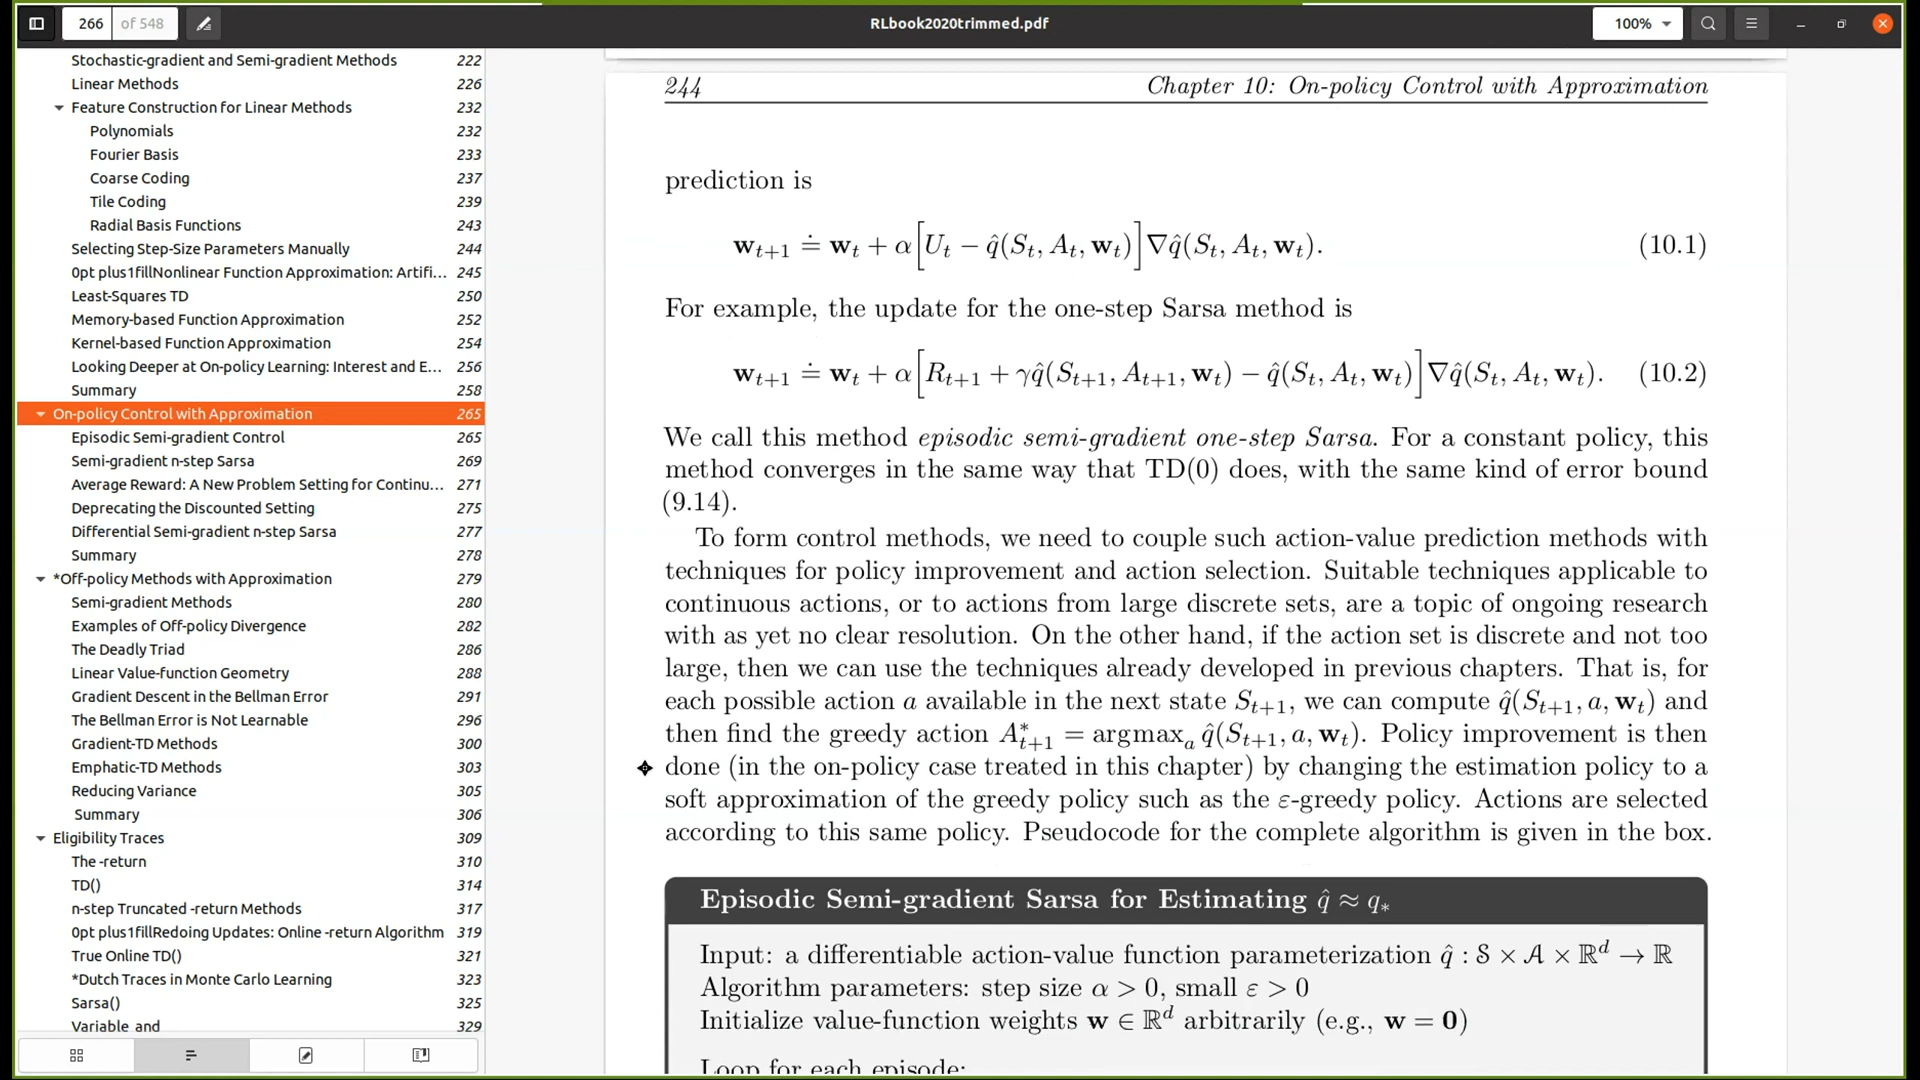 266 of 548
RLbook2020trimmed.pdf
100%
Stochastic-gradient and Semi-gradient Methods 222
Linear Methods 226
Feature Construction for Linear Methods 232
Polynomials 232
Fourier Basis 233
Coarse Coding 237
Tile Coding 239
Radial Basis Functions 243
Selecting Step-Size Parameters Manually 244
0pt plus1fillNonlinear Function Approximation: Artifi... 245
Least-Squares TD 250
Memory-based Function Approximation 252
Kernel-based Function Approximation 254
Looking Deeper at On-policy Learning: Interest and E... 256
Summary 258
On-policy Control with Approximation 265
Episodic Semi-gradient Control 265
Semi-gradient n-step Sarsa 269
Average Reward: A New Problem Setting for Continu... 271
Deprecating the Discounted Setting 275
Differential Semi-gradient n-step Sarsa 277
Summary 278
*Off-policy Methods with Approximation 279
Semi-gradient Methods 280
Examples of Off-policy Divergence 282
The Deadly Triad 286
Linear Value-function Geometry 288
Gradient Descent in the Bellman Error 291
The Bellman Error is Not Learnable 296
Gradient-TD Methods 300
Emphatic-TD Methods 303
Reducing Variance 305
Summary 306
Eligibility Traces 309
The -return 310
TD() 314
n-step Truncated -return Methods 317
0pt plus1fillRedoing Updates: Online -return Algorithm 319
True Online TD() 321
*Dutch Traces in Monte Carlo Learning 323
Sarsa() 325
Variable and 329
244 Chapter 10: On-policy Control with Approximation
prediction is
w_{t+1} ≐ w_t + α[U_t − q̂(S_t, A_t, w_t)]∇q̂(S_t, A_t, w_t). (10.1)
For example, the update for the one-step Sarsa method is
w_{t+1} ≐ w_t + α[R_{t+1} + γq̂(S_{t+1}, A_{t+1}, w_t) − q̂(S_t, A_t, w_t)]∇q̂(S_t, A_t, w_t). (10.2)
We call this method episodic semi-gradient one-step Sarsa. For a constant policy, this
method converges in the same way that TD(0) does, with the same kind of error bound
(9.14).
To form control methods, we need to couple such action-value prediction methods with
techniques for policy improvement and action selection. Suitable techniques applicable to
continuous actions, or to actions from large discrete sets, are a topic of ongoing research
with as yet no clear resolution. On the other hand, if the action set is discrete and not too
large, then we can use the techniques already developed in previous chapters. That is, for
each possible action a available in the next state S_{t+1}, we can compute q̂(S_{t+1}, a, w_t) and
then find the greedy action A*_{t+1} = argmax_a q̂(S_{t+1}, a, w_t). Policy improvement is then
done (in the on-policy case treated in this chapter) by changing the estimation policy to a
soft approximation of the greedy policy such as the ε-greedy policy. Actions are selected
according to this same policy. Pseudocode for the complete algorithm is given in the box.
Episodic Semi-gradient Sarsa for Estimating q̂ ≈ q_*
Input: a differentiable action-value function parameterization q̂ : 𝒮 × 𝒜 × ℝ^d → ℝ
Algorithm parameters: step size α > 0, small ε > 0
Initialize value-function weights w ∈ ℝ^d arbitrarily (e.g., w = 0)
Loop for each episode: